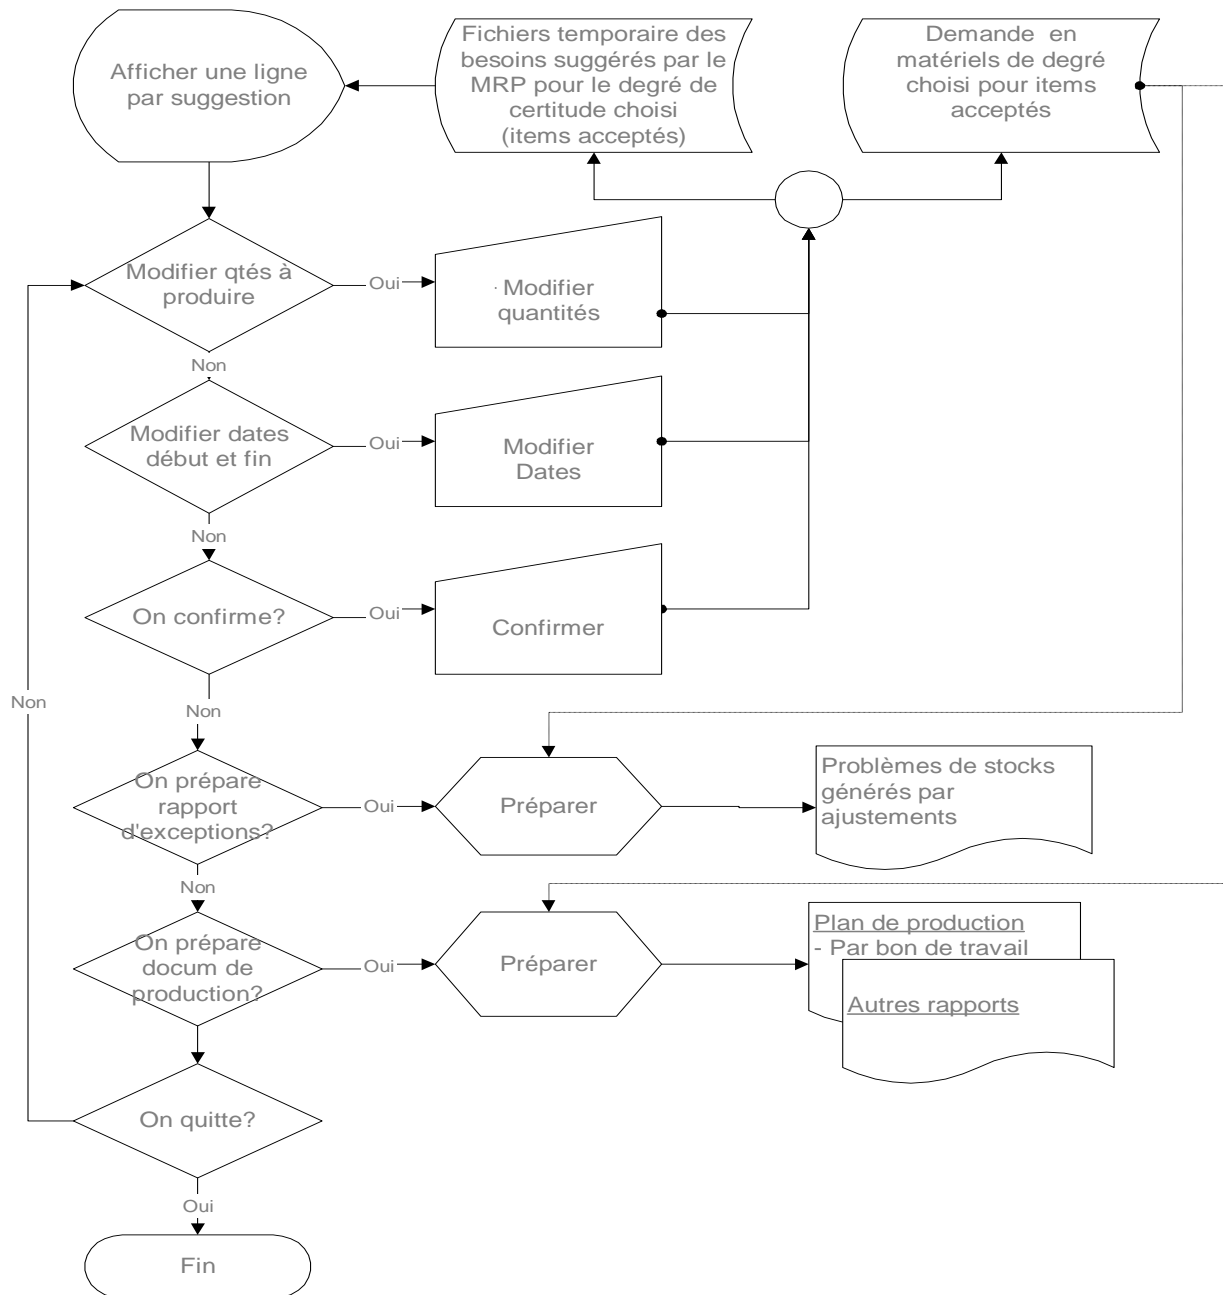 Afficher une ligne
par suggestion
Fichiers temporaire des
besoins suggérés par le
MRP pour le degré de
certitude choisi
(items acceptés)
Demande en
matériels de degré
choisi pour items
acceptés
Modifier qtés à
produire
Oui
Modifier
quantités
Non
Modifier dates
début et fin
Oui
Modifier
Dates
Non
On confirme?
Oui
Confirmer
Non
Non
On prépare
rapport
d'exceptions?
Oui
Préparer
Problèmes de stocks
générés par
ajustements
Non
On prépare
docum de
production?
Oui
Préparer
Plan de production
- Par bon de travail
Autres rapports
On quitte?
Oui
Fin